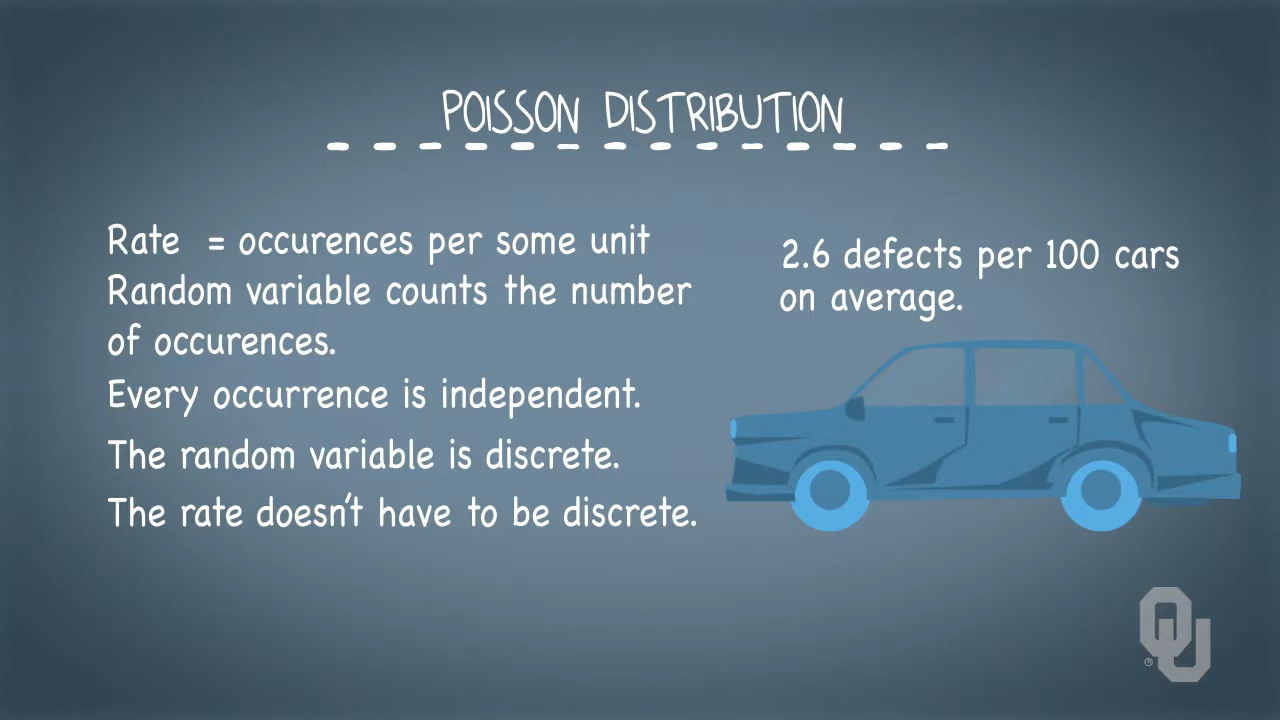 POISSON DISTRIBUTION
Rate = occurences per some unit
Random variable counts the number
of occurences.
Every occurrence is independent.
The random variable is discrete.
The rate doesn't have to be discrete.
2.6 defects per 100 cars
on average.
OU
®